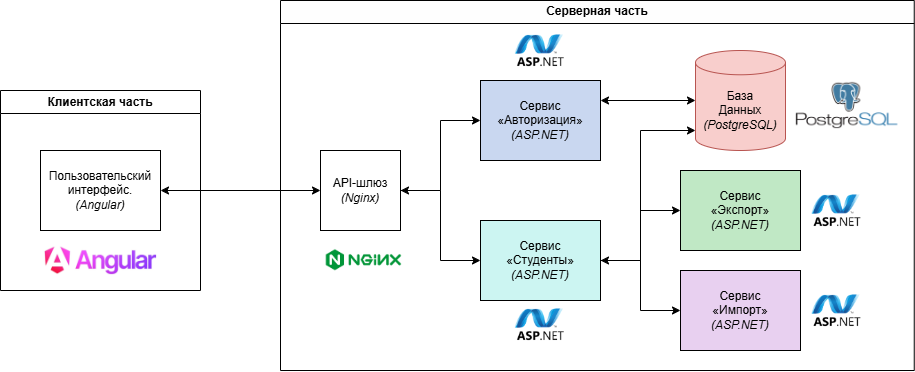 Серверная часть
ASP.NET
Клиентская часть
Сервис
«Авторизация»
(ASP.NET)
База
Данных
(PostgreSQL)
PostgreSQL
Пользовательский
интерфейс.
(Angular)
API-шлюз
(Nginx)
Angular
NGINX
Сервис
«Экспорт»
(ASP.NET)
ASP.NET
Сервис
«Студенты»
(ASP.NET)
ASP.NET
Сервис
«Импорт»
(ASP.NET)
ASP.NET